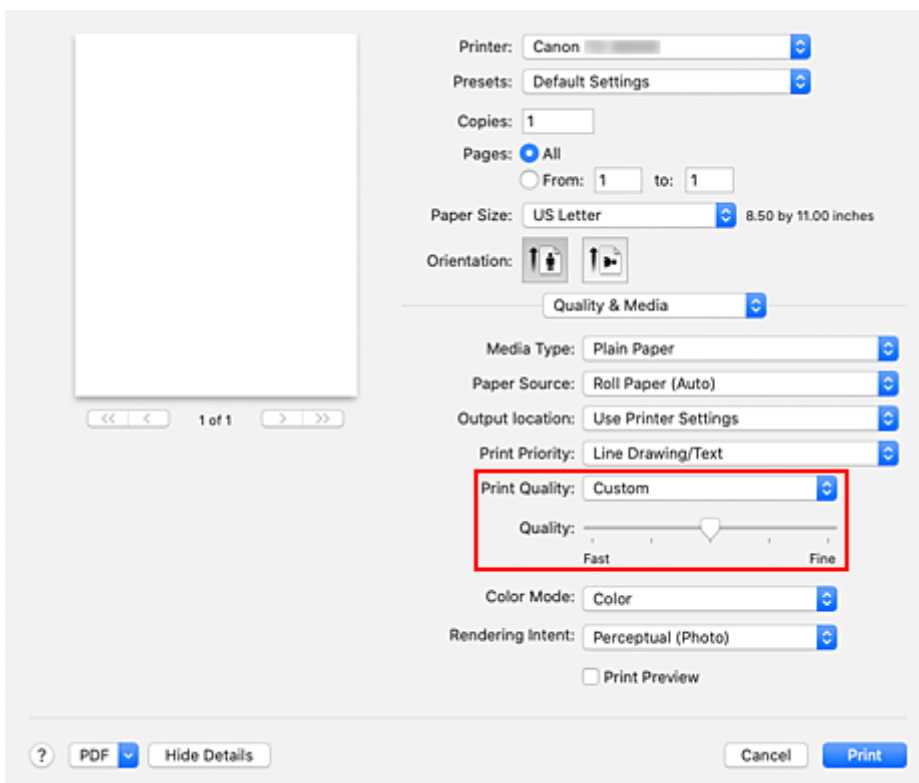 Printer: Canon
Presets: Default Settings
Copies: 1
Pages: All
From: 1 to: 1
Paper Size: US Letter 8.50 by 11.00 inches
Orientation:
Quality & Media
Media Type: Plain Paper
Paper Source: Roll Paper (Auto)
<< < 1 of 1 > >>
Output location: Use Printer Settings
Print Priority: Line Drawing/Text
Print Quality: Custom
Quality:
Fast Fine
Color Mode: Color
Rendering Intent: Perceptual (Photo)
Print Preview
? PDF Hide Details Cancel Print